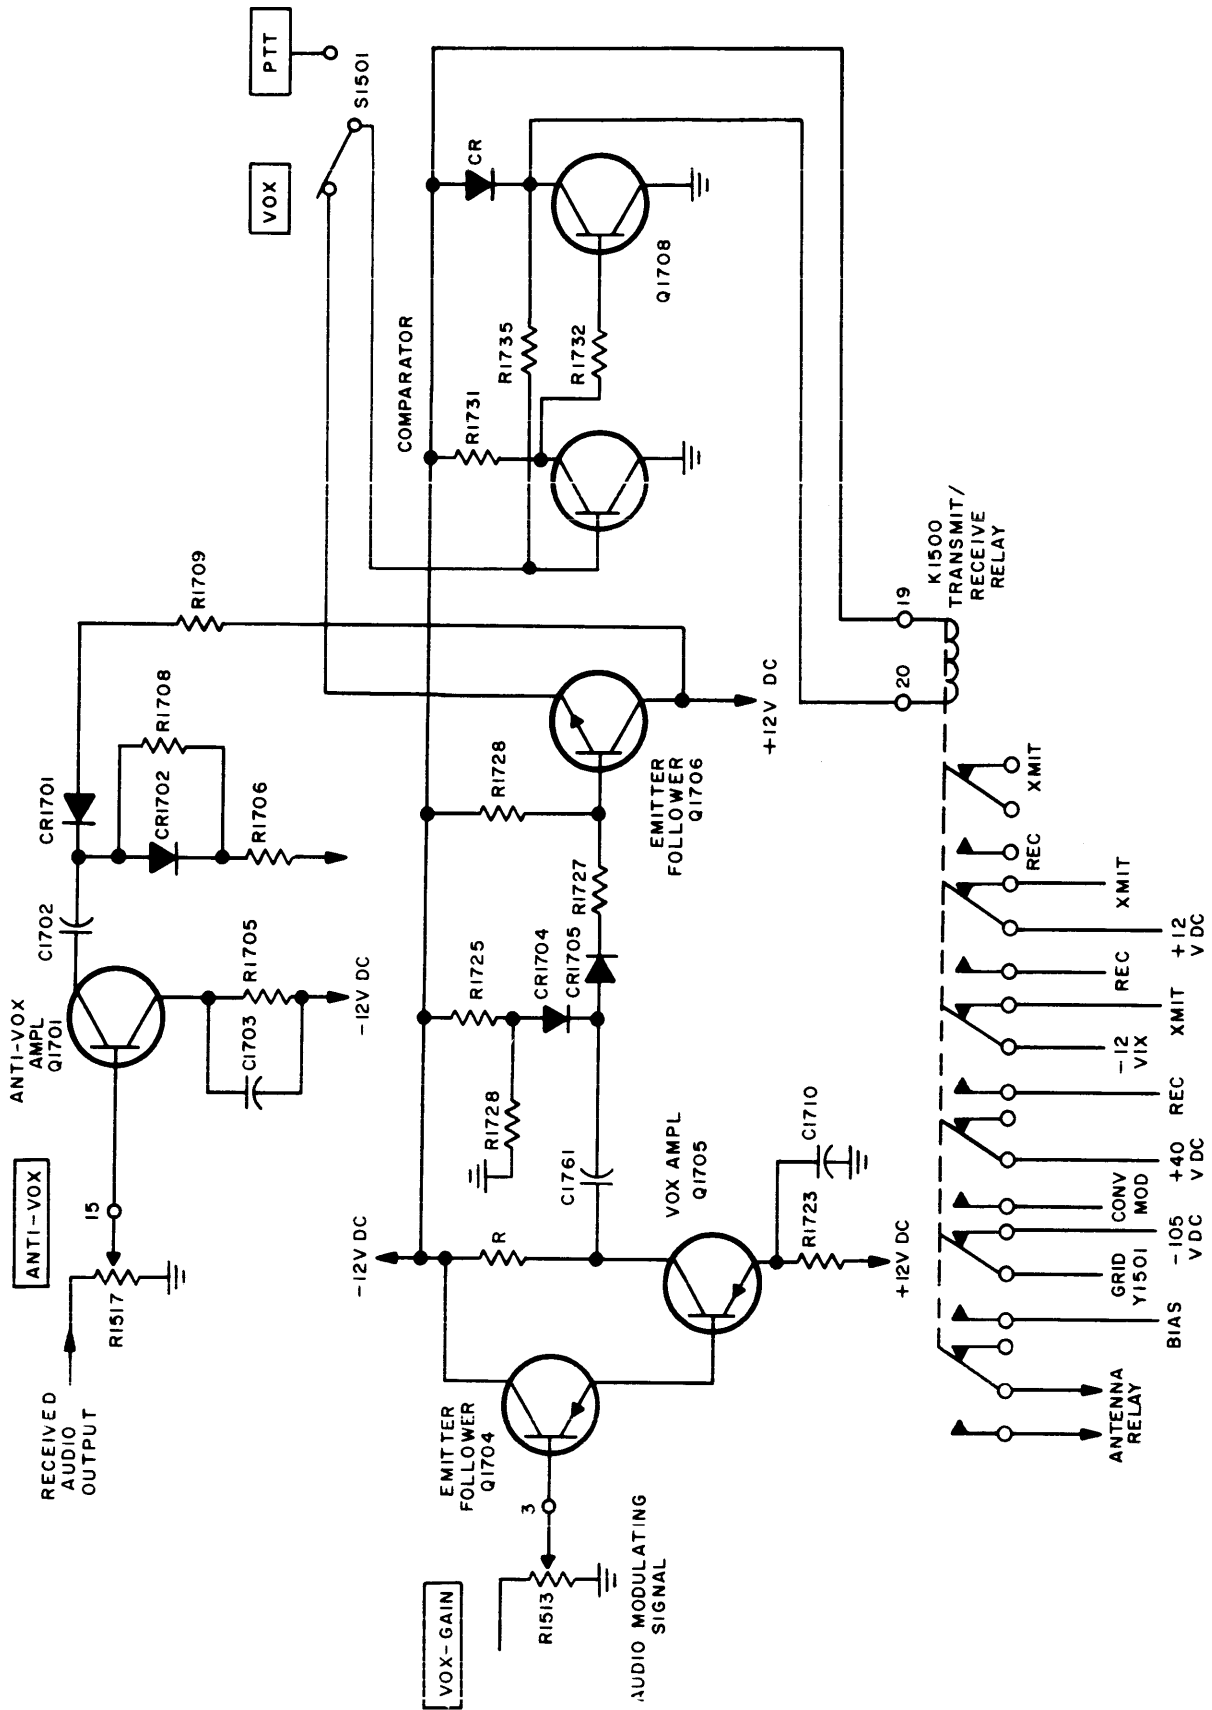 RECEIVED
AUDIO
OUTPUT
R1517
ANTI-VOX
15
ANTI-VOX
AMPL
Q1701
C1703
R1705
-12V DC
C1702
CR1701
CR1702
R1708
R1706
R1709
VOX
PTT
S1501
VOX-GAIN
R1513
AUDIO MODULATING
SIGNAL
3
EMITTER
FOLLOWER
Q1704
-12V DC
R
C1761
VOX AMPL
Q1705
R1723
C1710
+12V DC
R1728
R1725
CR1704
CR1705
R1727
R1728
EMITTER
FOLLOWER
Q1706
+12V DC
COMPARATOR
R1731
R1735
R1732
CR
Q1708
20
19
K1500
TRANSMIT/
RECEIVE
RELAY
ANTENNA
RELAY
BIAS
GRID
Y1501
-105
V DC
CONV
MOD
+40
V DC
REC
-12
VIX
XMIT
REC
+12
V DC
XMIT
REC
XMIT